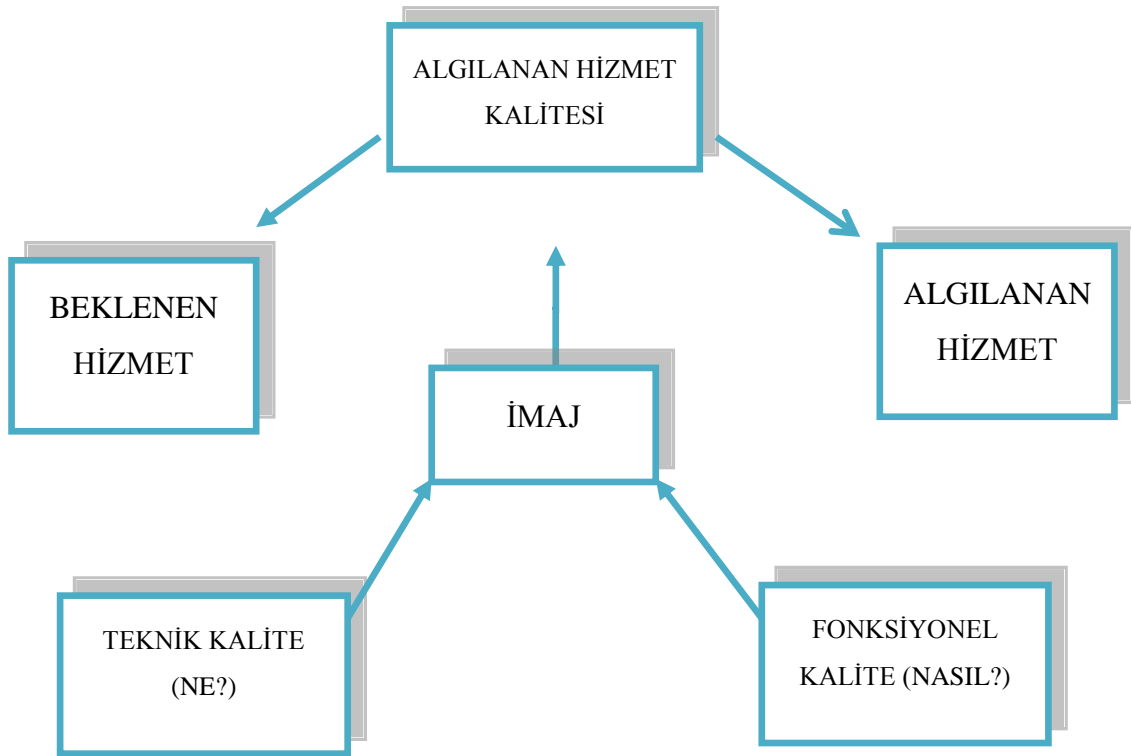 ALGILANAN HİZMET
KALİTESİ
BEKLENEN
HİZMET
ALGILANAN
HİZMET
İMAJ
TEKNİK KALİTE
(NE?)
FONKSİYONEL
KALİTE (NASIL?)